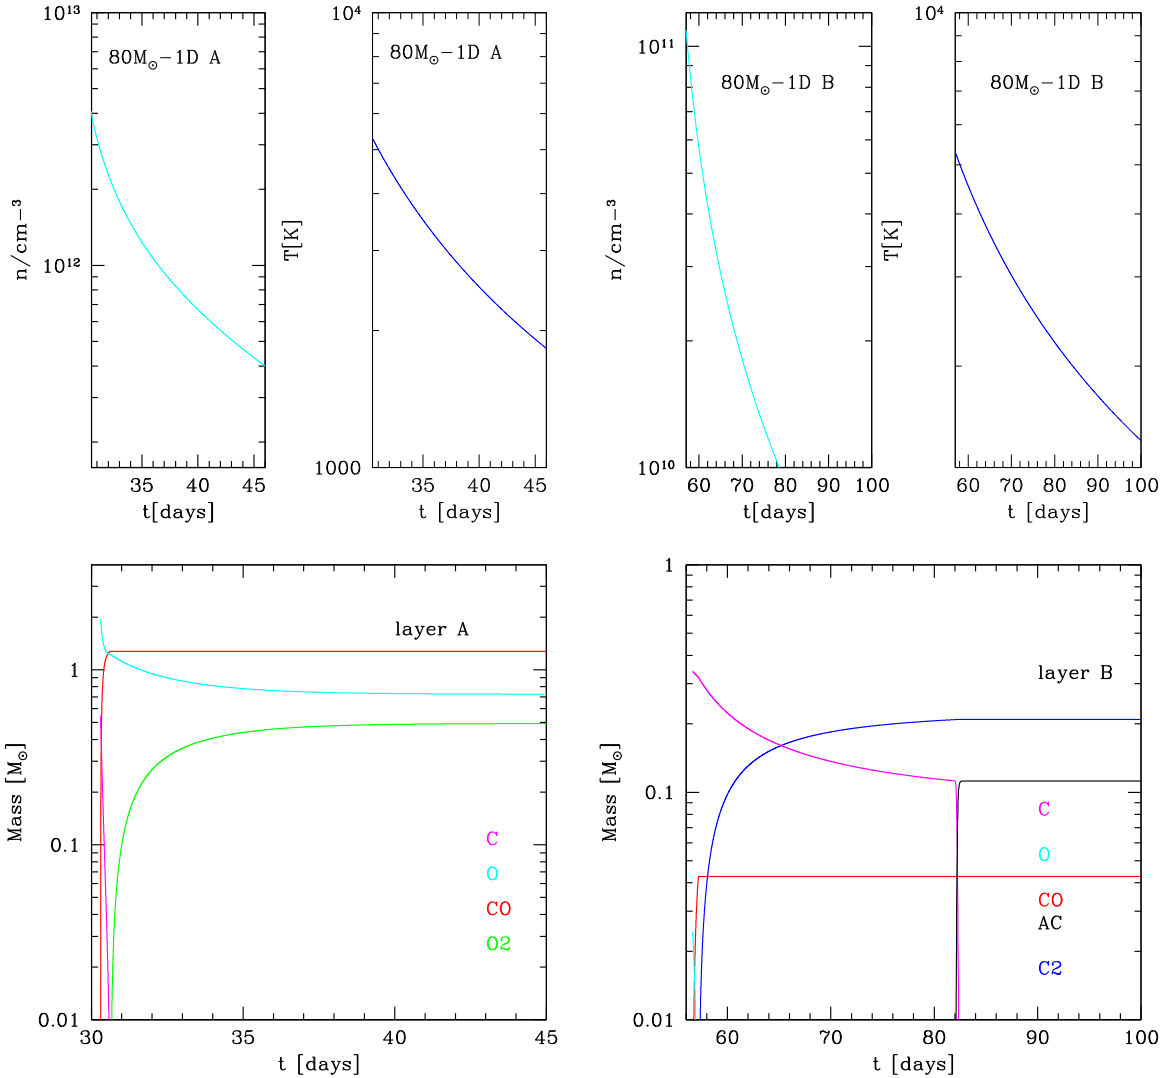 10¹³
10¹²
n/cm⁻³
80M⊙−1D A
35 40 45
t[days]
10⁴
1000
T[K]
80M⊙−1D A
35 40 45
t [days]
10¹¹
10¹⁰
n/cm⁻³
80M⊙−1D B
60 70 80 90 100
t[days]
10⁴
T[K]
80M⊙−1D B
60 70 80 90 100
t [days]
1
0.1
0.01
Mass [M⊙]
layer A
C
O
CO
O2
30 35 40 45
t [days]
1
0.1
0.01
Mass [M⊙]
layer B
C
O
CO
AC
C2
60 70 80 90 100
t [days]